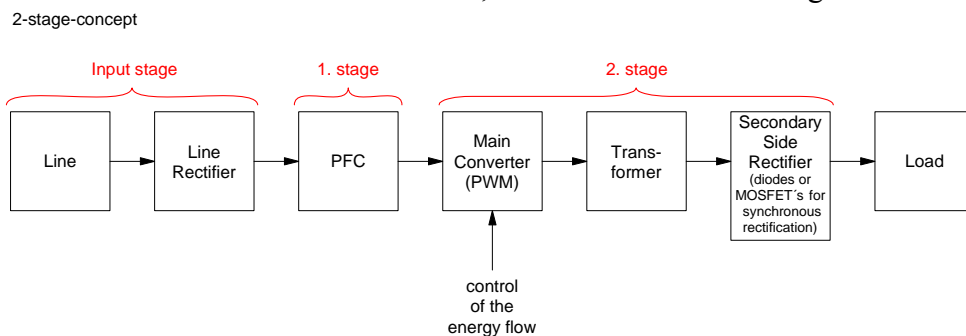 2-stage-concept
Input stage
1. stage
2. stage
Line
Line
Rectifier
PFC
Main
Converter
(PWM)
Trans-
former
Secondary
Side
Rectifier
(diodes or
MOSFET´s for
synchronous
rectification)
Load
control
of the
energy flow